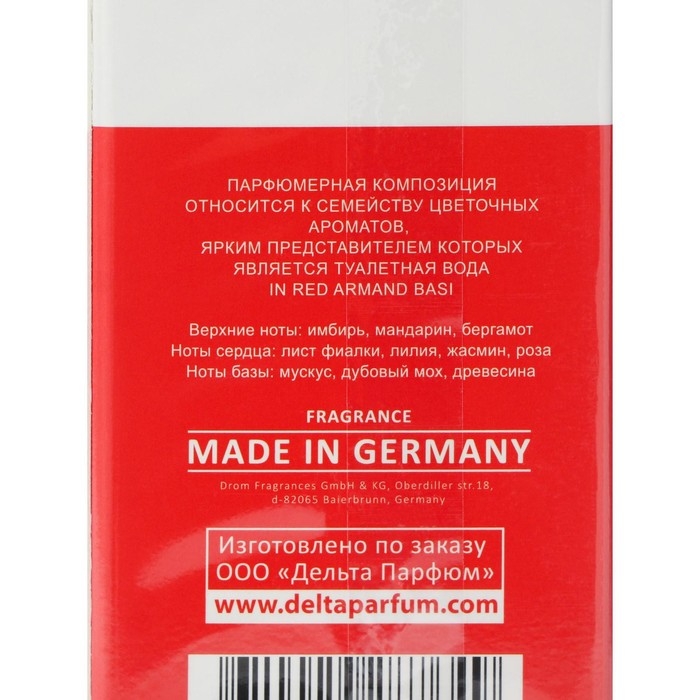 ПАРФЮМЕРНАЯ КОМПОЗИЦИЯ
ОТНОСИТСЯ К СЕМЕЙСТВУ ЦВЕТОЧНЫХ
АРОМАТОВ,
ЯРКИМ ПРЕДСТАВИТЕЛЕМ КОТОРЫХ
ЯВЛЯЕТСЯ ТУАЛЕТНАЯ ВОДА
IN RED ARMAND BASI
Верхние ноты: имбирь, мандарин, бергамот
Ноты сердца: лист фиалки, лилия, жасмин, роза
Ноты базы: мускус, дубовый мох, древесина
FRAGRANCE
MADE IN GERMANY
Drom Fragrances GmbH & KG, Oberdiller str.18,
d-82065 Baierbrunn, Germany
Изготовлено по заказу
ООО «Дельта Парфюм»
www.deltaparfum.com